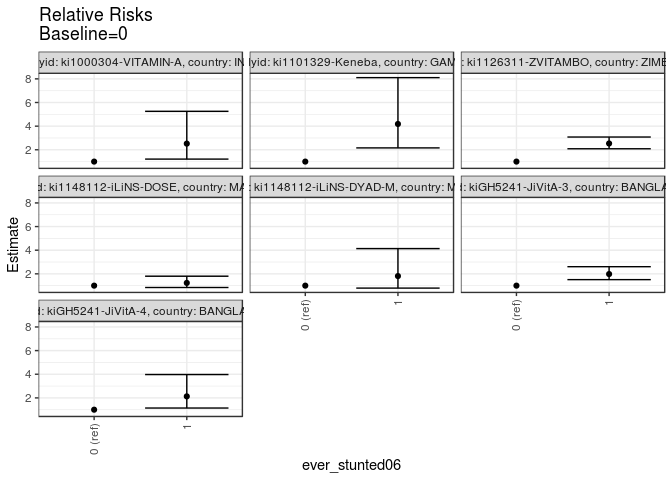 Relative Risks
Baseline=0
yid: ki1000304-VITAMIN-A, country: IN
lyid: ki1101329-Keneba, country: GAM
: ki1126311-ZVITAMBO, country: ZIMB
8
6
4
2
d: ki1148112-iLiNS-DOSE, country: MA
: ki1148112-iLiNS-DYAD-M, country: M
d: kiGH5241-JiVitA-3, country: BANGLA
8
6
4
2
Estimate
d: kiGH5241-JiVitA-4, country: BANGLA
8
6
4
2
0 (ref)
1
0 (ref)
1
0 (ref)
1
ever_stunted06